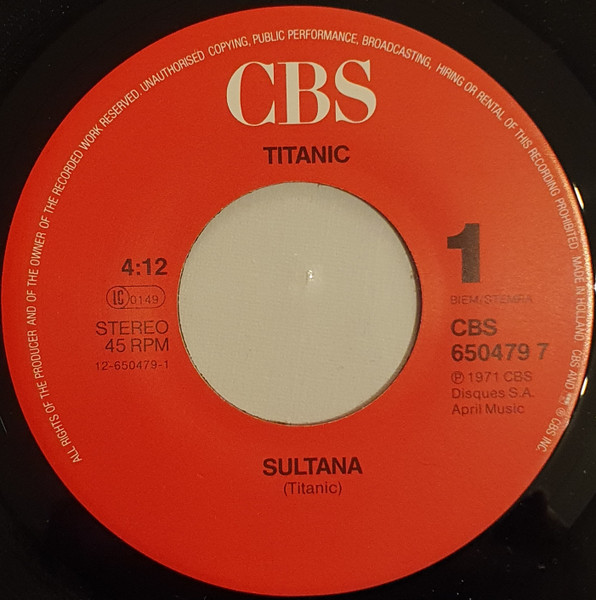 ALL RIGHTS OF THE PRODUCER AND OF THE OWNER OF THE RECORDED WORK RESERVED. UNAUTHORISED COPYING, PUBLIC PERFORMANCE, BROADCASTING, HIRING OR RENTAL OF THIS RECORDING PROHIBITED. MADE IN HOLLAND CBS AND ℗ CBS INC.
CBS
TITANIC
4:12
LC 0149
STEREO
45 RPM
12-650479-1
1
BIEM/STEMRA
CBS
650479 7
℗ 1971 CBS
Disques S.A.
April Music
SULTANA
(Titanic)